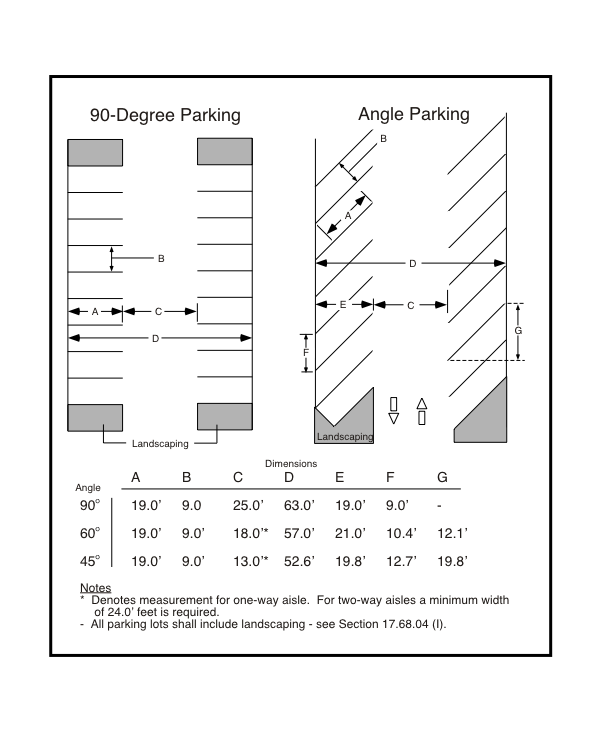 90-Degree Parking
Angle Parking
B
A
B
D
A
C
E
C
G
D
F
Landscaping
Landscaping
Dimensions
A B C D E F G
Angle
90° 19.0' 9.0 25.0' 63.0' 19.0' 9.0' -
60° 19.0' 9.0' 18.0'* 57.0' 21.0' 10.4' 12.1'
45° 19.0' 9.0' 13.0'* 52.6' 19.8' 12.7' 19.8'
Notes
* Denotes measurement for one-way aisle. For two-way aisles a minimum width
of 24.0' feet is required.
- All parking lots shall include landscaping - see Section 17.68.04 (I).